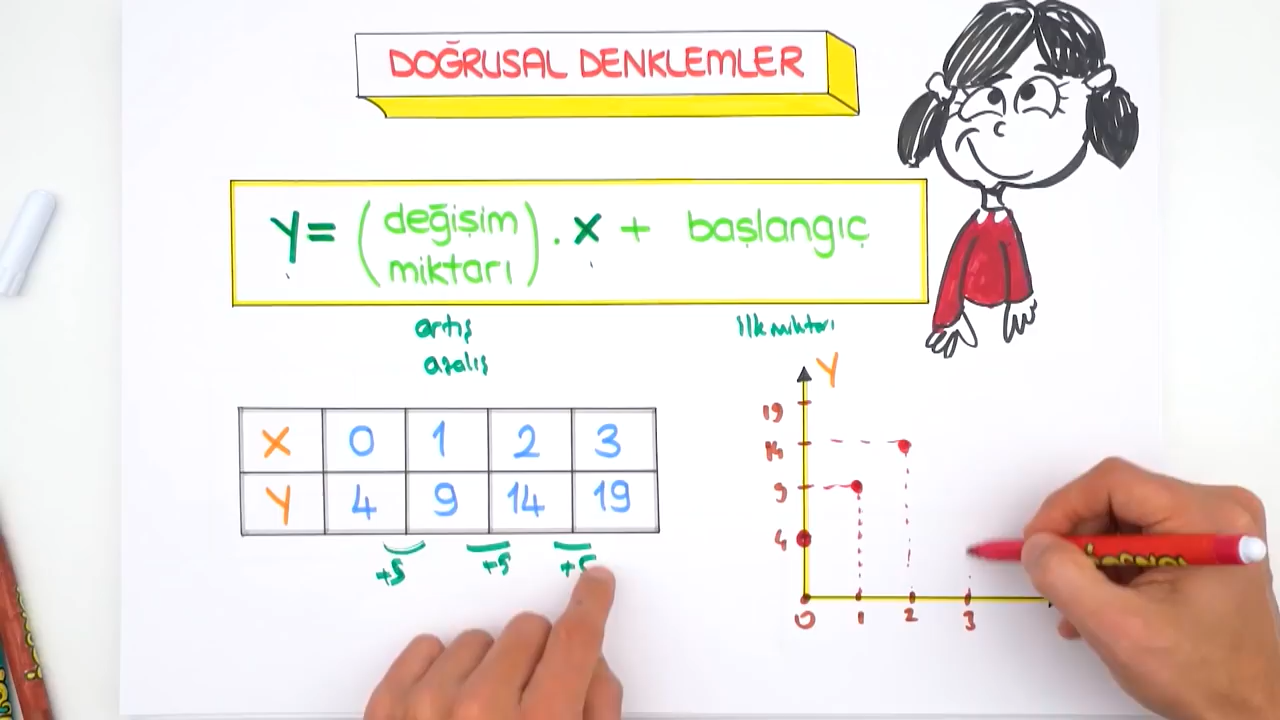 DOĞRUSAL DENKLEMLER
Y = (değişim miktarı) . X + başlangıç
artış
azalış
ilk miktarı
X 0 1 2 3
Y 4 9 14 19
+5 +5 +5
Y
19
14
9
4
0 1 2 3